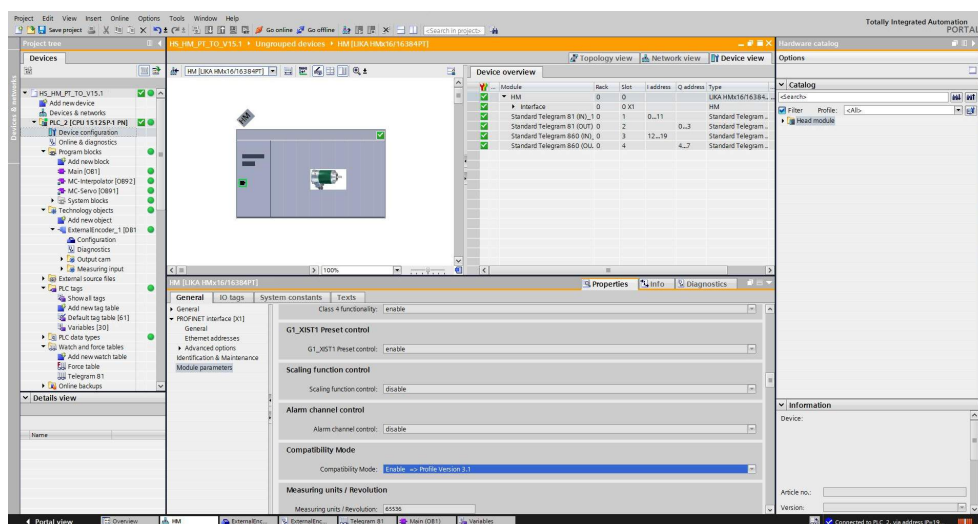 Project Edit View Insert Online Options Tools Window Help
Totally Integrated Automation
PORTAL
Save project
Go online
Go offline
<Search in project>
Project tree
HS_HM_PT_TO_V15.1 Ungrouped devices HM [LIKA HMx16/16384PT]
Hardware catalog
Devices
Topology view
Network view
Device view
Options
HM [LIKA HMx16/16384PT]
Device overview
HS_HM_PT_TO_V15.1
Add new device
Devices & networks
PLC_2 [CPU 1512SP-1 PN]
Device configuration
Online & diagnostics
Program blocks
Add new block
Main [OB1]
MC-Interpolator [OB92]
MC-Servo [OB91]
System blocks
Technology objects
Add new object
ExternalEncoder_1 [DB1
Configuration
Diagnostics
Output cam
Measuring input
External source files
PLC tags
Show all tags
Add new tag table
Default tag table [61]
Variables [30]
PLC data types
Watch and force tables
Add new watch table
Force table
Telegram 81
Online backups
Details view
Name
HM
100%
Module Rack Slot I address Q address Type
HM 0 0 LIKA HMx16/16384...
Interface 0 0 X1 HM
Standard Telegram 81 (IN)_1 0 1 0...11 Standard Telegram ..
Standard Telegram 81 (OUT) 0 2 0...3 Standard Telegram ..
Standard Telegram 860 (IN)_ 0 3 12...19 Standard Telegram ..
Standard Telegram 860 (OU. 0 4 4...7 Standard Telegram ..
HM [LIKA HMx16/16384PT]
Properties
Info
Diagnostics
General
IO tags
System constants
Texts
General
PROFINET interface [X1]
General
Ethernet addresses
Advanced options
Identification & Maintenance
Module parameters
Class 4 functionality: enable
G1_XIST1 Preset control
G1_XIST1 Preset control: enable
Scaling function control
Scaling function control: disable
Alarm channel control
Alarm channel control: disable
Compatibility Mode
Compatibility Mode: Enable => Profile Version 3.1
Measuring units / Revolution
Measuring units / Revolution: 65536
Catalog
<Search>
Filter
Profile:
<All>
Head module
Information
Device:
Article no.:
Version:
Devices & networks
Portal view
Overview
HM
ExternalEnc...
ExternalEnc...
Telegram 81
Main (OB1)
Variables
Connected to PLC_2, via address IP=19...